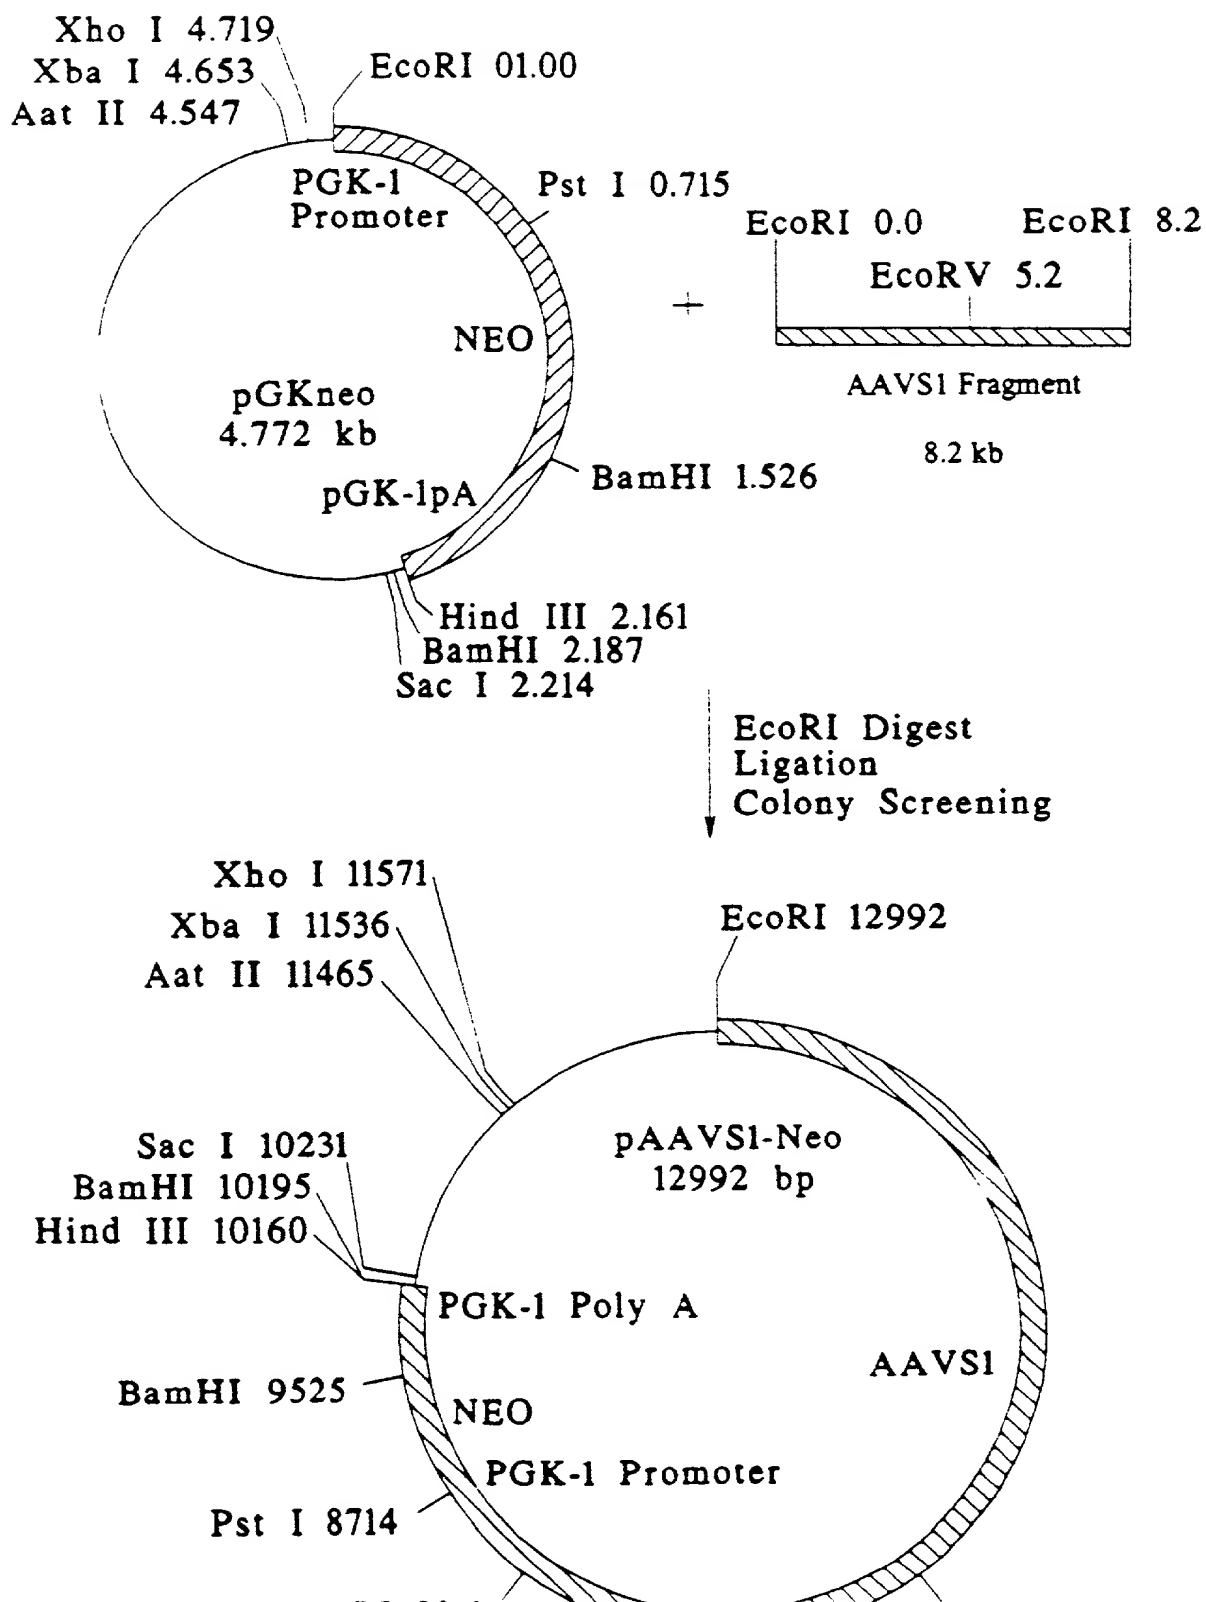 Xho I 4.719
Xba I 4.653
Aat II 4.547
EcoRI 01.00
PGK-1
Promoter
Pst I 0.715
NEO
pGKneo
4.772 kb
pGK-1pA
BamHI 1.526
Hind III 2.161
BamHI 2.187
Sac I 2.214
+
EcoRI 0.0
EcoRI 8.2
EcoRV 5.2
AAVS1 Fragment
8.2 kb
EcoRI Digest
Ligation
Colony Screening
Xho I 11571
Xba I 11536
Aat II 11465
EcoRI 12992
Sac I 10231
BamHI 10195
Hind III 10160
pAAVS1-Neo
12992 bp
PGK-1 Poly A
AAVS1
BamHI 9525
NEO
PGK-1 Promoter
Pst I 8714